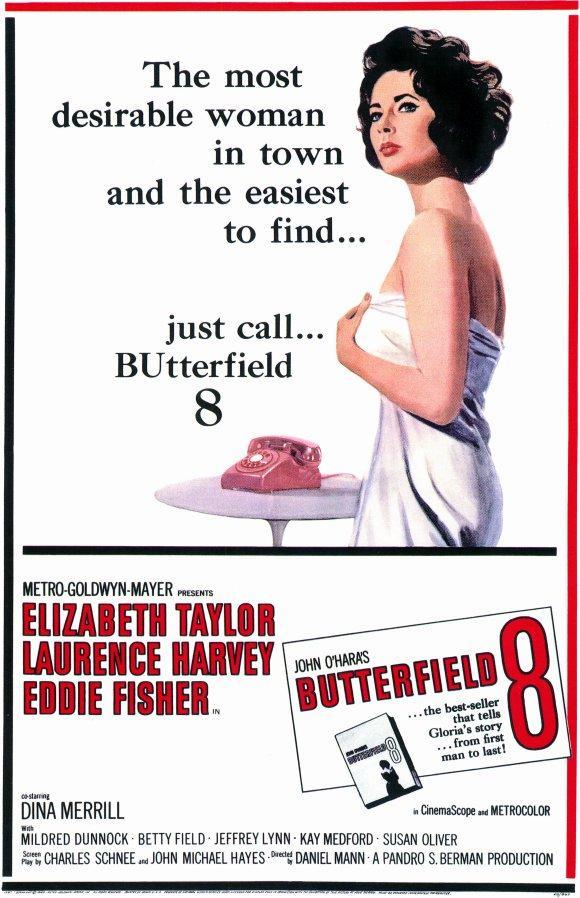 The most
desirable woman
in town
and the easiest
to find...
just call...
BUtterfield
8
METRO-GOLDWYN-MAYER PRESENTS
ELIZABETH TAYLOR
LAURENCE HARVEY
EDDIE FISHER IN
JOHN O'HARA'S
BUTTERFIELD 8
...the best-seller
that tells
Gloria's story
...from first
man to last!
BUTTERFIELD 8
in CinemaScope and METROCOLOR
co-starring
DINA MERRILL
With
MILDRED DUNNOCK · BETTY FIELD · JEFFREY LYNN · KAY MEDFORD · SUSAN OLIVER
Screen Play by CHARLES SCHNEE and JOHN MICHAEL HAYES · Directed by DANIEL MANN · A PANDRO S. BERMAN PRODUCTION